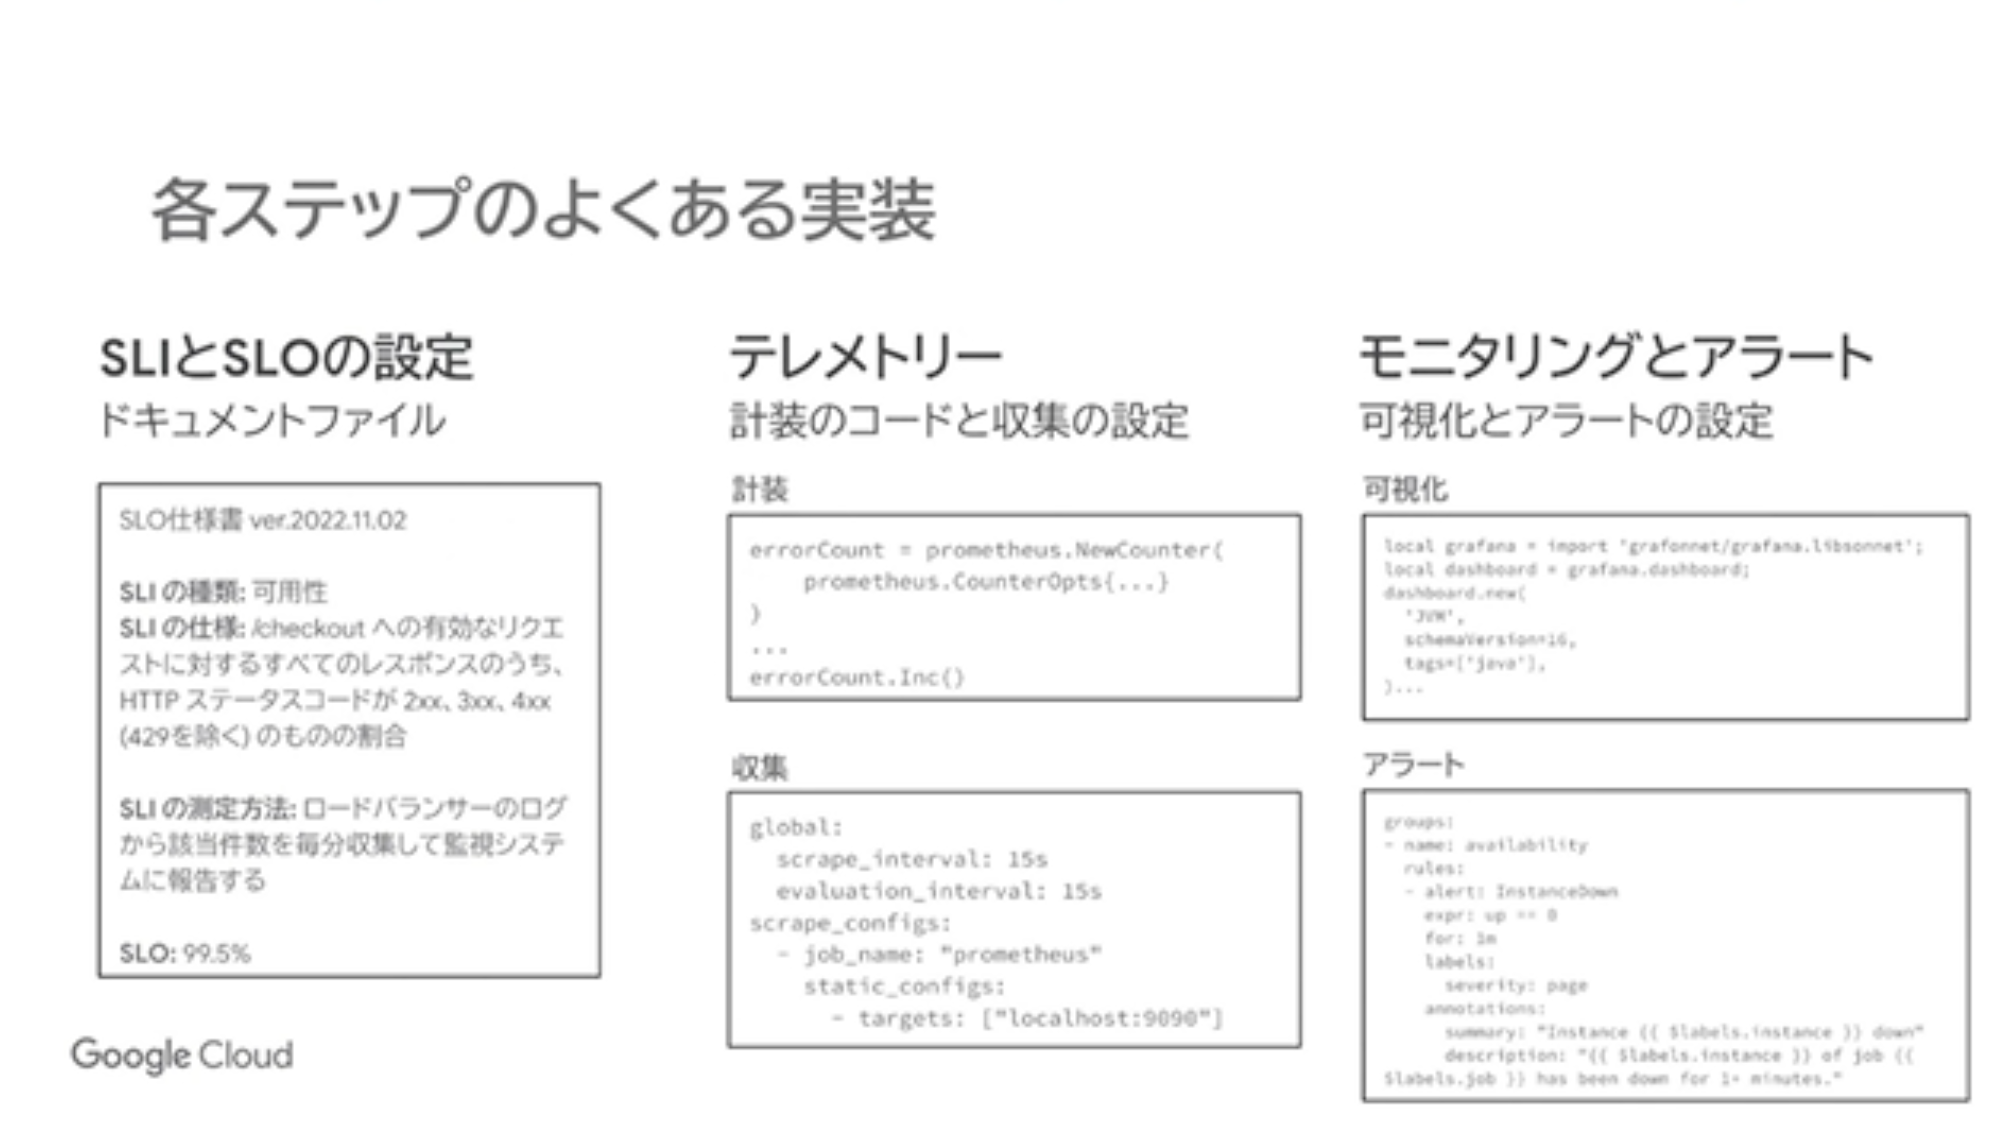 各ステップのよくある実装
SLIとSLOの設定
ドキュメントファイル
SLO仕様書 ver.2022.11.02
SLI の種類: 可用性
SLI の仕様: /checkout への有効なリクエ
ストに対するすべてのレスポンスのうち、
HTTP ステータスコードが 2xx、3xx、4xx
(429を除く) のものの割合
SLI の測定方法: ロードバランサーのログ
から該当件数を毎分収集して監視システ
ムに報告する
SLO: 99.5%
テレメトリー
計装のコードと収集の設定
計装
errorCount = prometheus.NewCounter(
    prometheus.CounterOpts{...}
)
...
errorCount.Inc()
収集
global:
  scrape_interval: 15s
  evaluation_interval: 15s
scrape_configs:
  - job_name: "prometheus"
    static_configs:
      - targets: ["localhost:9090"]
モニタリングとアラート
可視化とアラートの設定
可視化
local grafana = import 'grafonnet/grafana.libsonnet';
local dashboard = grafana.dashboard;
dashboard.new(
  'JVM',
  schemaVersion=16,
  tags=['java'],
)...
アラート
groups:
- name: availability
  rules:
  - alert: InstanceDown
    expr: up == 0
    for: 1m
    labels:
      severity: page
    annotations:
      summary: "Instance {{ $labels.instance }} down"
      description: "{{ $labels.instance }} of job {{
$labels.job }} has been down for 1+ minutes."
Google Cloud